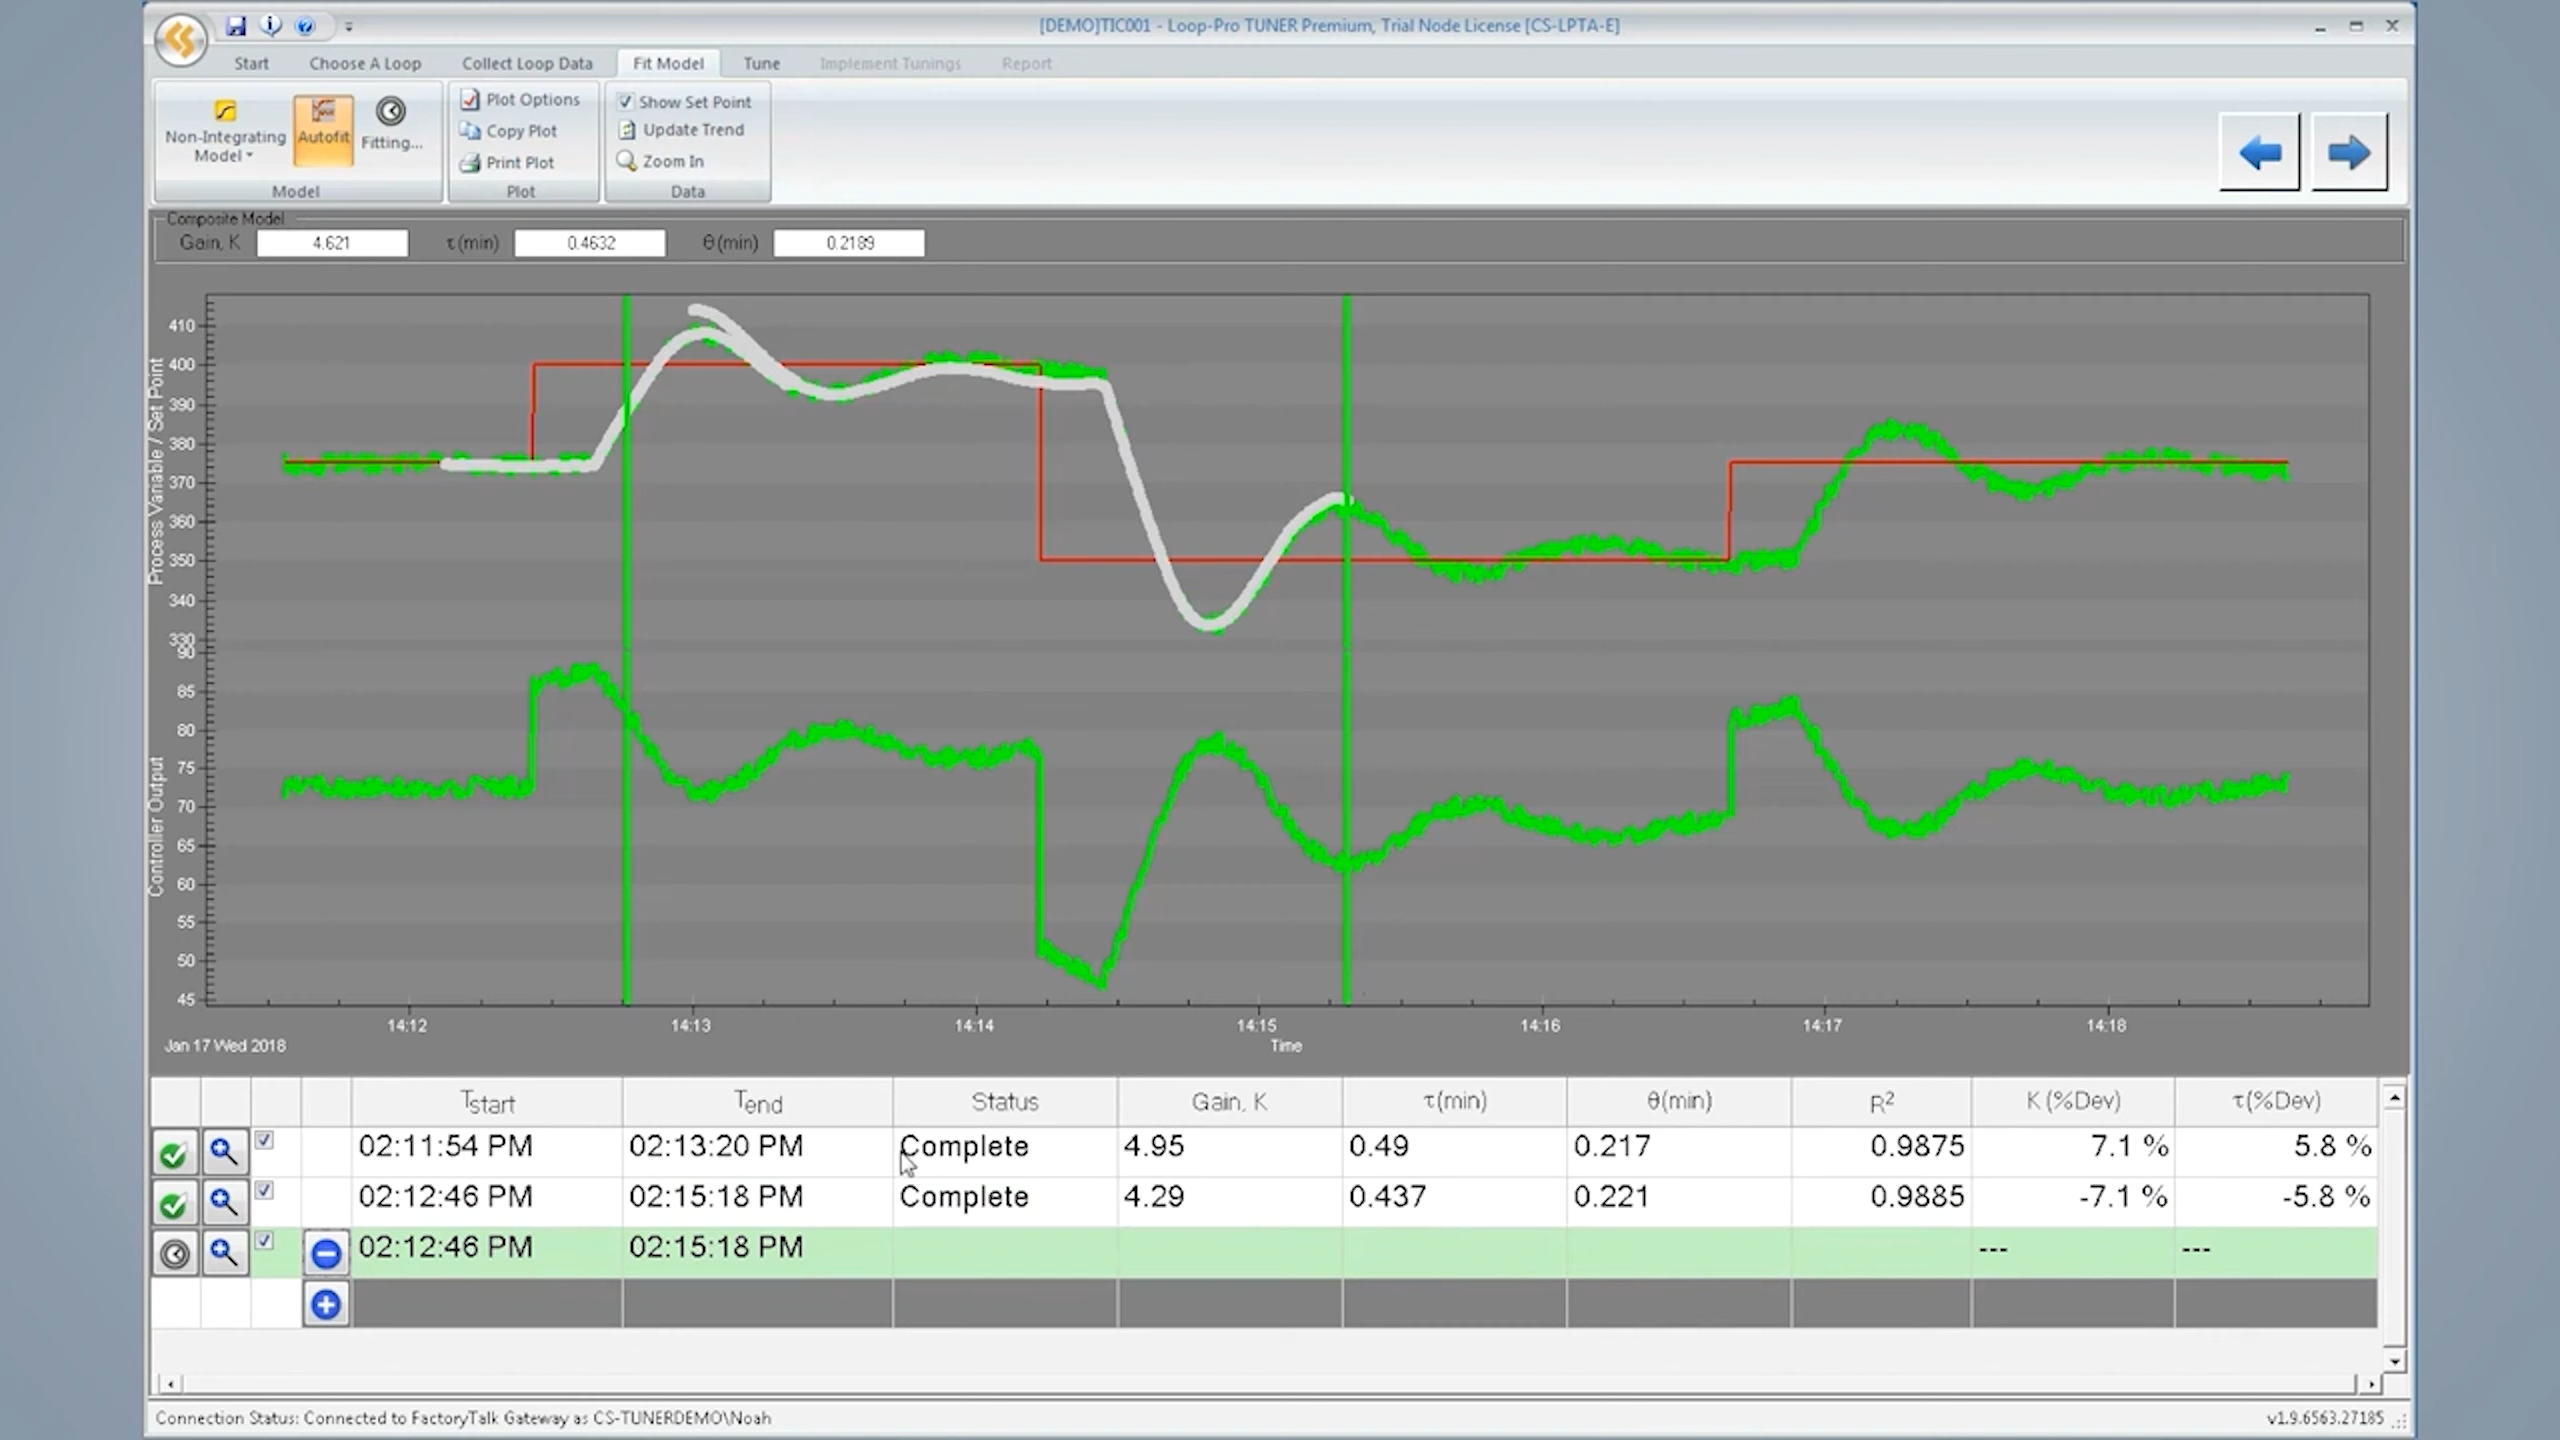 [DEMO]TIC001 - Loop-Pro TUNER Premium, Trial Node License [CS-LPTA-E]
Start Choose A Loop Collect Loop Data Fit Model Tune Implement Tunings Report
Non-Integrating Model
Autofit
Fitting...
Model
Plot Options
Copy Plot
Print Plot
Plot
Show Set Point
Update Trend
Zoom In
Data
Composite Model
Gain, K 4.621 τ(min) 0.4632 θ(min) 0.2189
Process Variable / Set Point
410
400
390
380
370
360
350
340
330
Controller Output
90
85
80
75
70
65
60
55
50
45
14:12 14:13 14:14 14:15 14:16 14:17 14:18
Jan 17 Wed 2018
Time
Tstart Tend Status Gain, K τ(min) θ(min) R² K (%Dev) τ(%Dev)
02:11:54 PM 02:13:20 PM Complete 4.95 0.49 0.217 0.9875 7.1 % 5.8 %
02:12:46 PM 02:15:18 PM Complete 4.29 0.437 0.221 0.9885 -7.1 % -5.8 %
02:12:46 PM 02:15:18 PM --- ---
Connection Status: Connected to FactoryTalk Gateway as CS-TUNERDEMO\Noah
v1.9.6563.27185